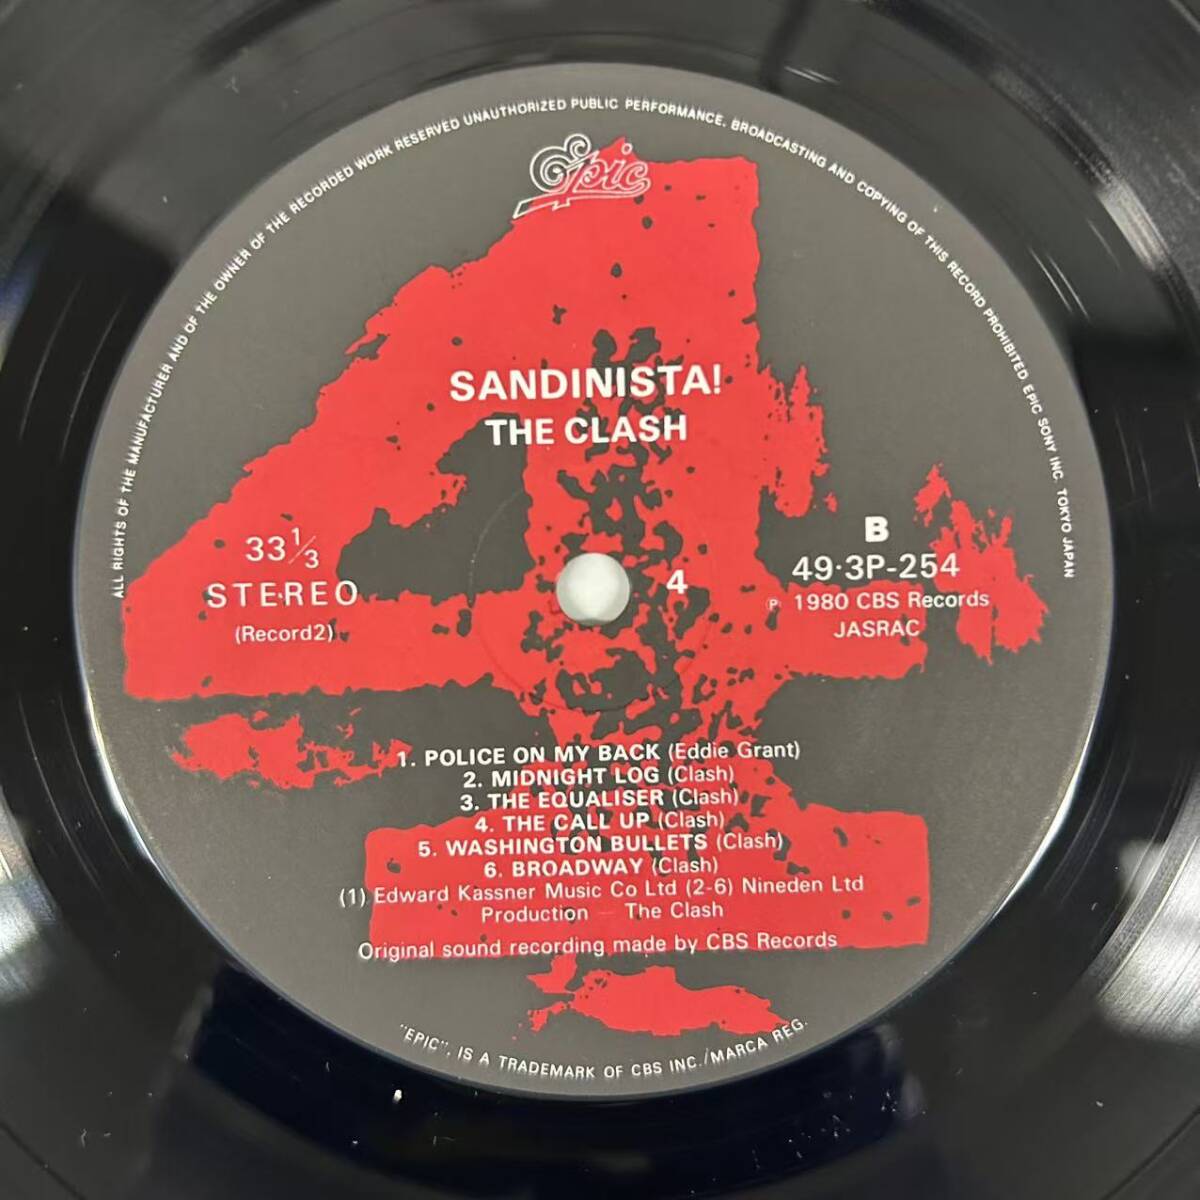 ALL RIGHTS OF THE MANUFACTURER AND OF THE OWNER OF THE RECORDED WORK RESERVED UNAUTHORIZED PUBLIC PERFORMANCE, BROADCASTING AND COPYING OF THIS RECORD PROHIBITED EPIC SONY INC. TOKYO JAPAN
Epic
SANDINISTA!
THE CLASH
33 1/3
STEREO
(Record2)
4
B
49·3P-254
℗ 1980 CBS Records
JASRAC
1. POLICE ON MY BACK (Eddie Grant)
2. MIDNIGHT LOG (Clash)
3. THE EQUALISER (Clash)
4. THE CALL UP (Clash)
5. WASHINGTON BULLETS (Clash)
6. BROADWAY (Clash)
(1) Edward Kassner Music Co Ltd (2-6) Nineden Ltd
Production — The Clash
Original sound recording made by CBS Records
"EPIC", IS A TRADEMARK OF CBS INC./MARCA REG.